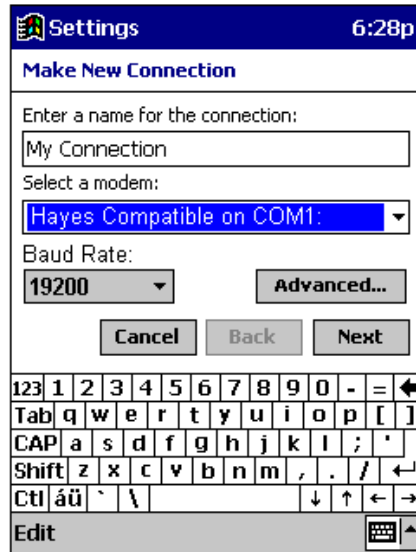 Settings 6:28p
Make New Connection
Enter a name for the connection:
My Connection
Select a modem:
Hayes Compatible on COM1:
Baud Rate:
19200 Advanced...
Cancel Back Next
123 1 2 3 4 5 6 7 8 9 0 - = 🡄
Tab q w e r t y u i o p [ ]
CAP a s d f g h j k l ; '
Shift z x c v b n m , . / ↵
Ctl áü ` \ ↓ ↑ ← →
Edit